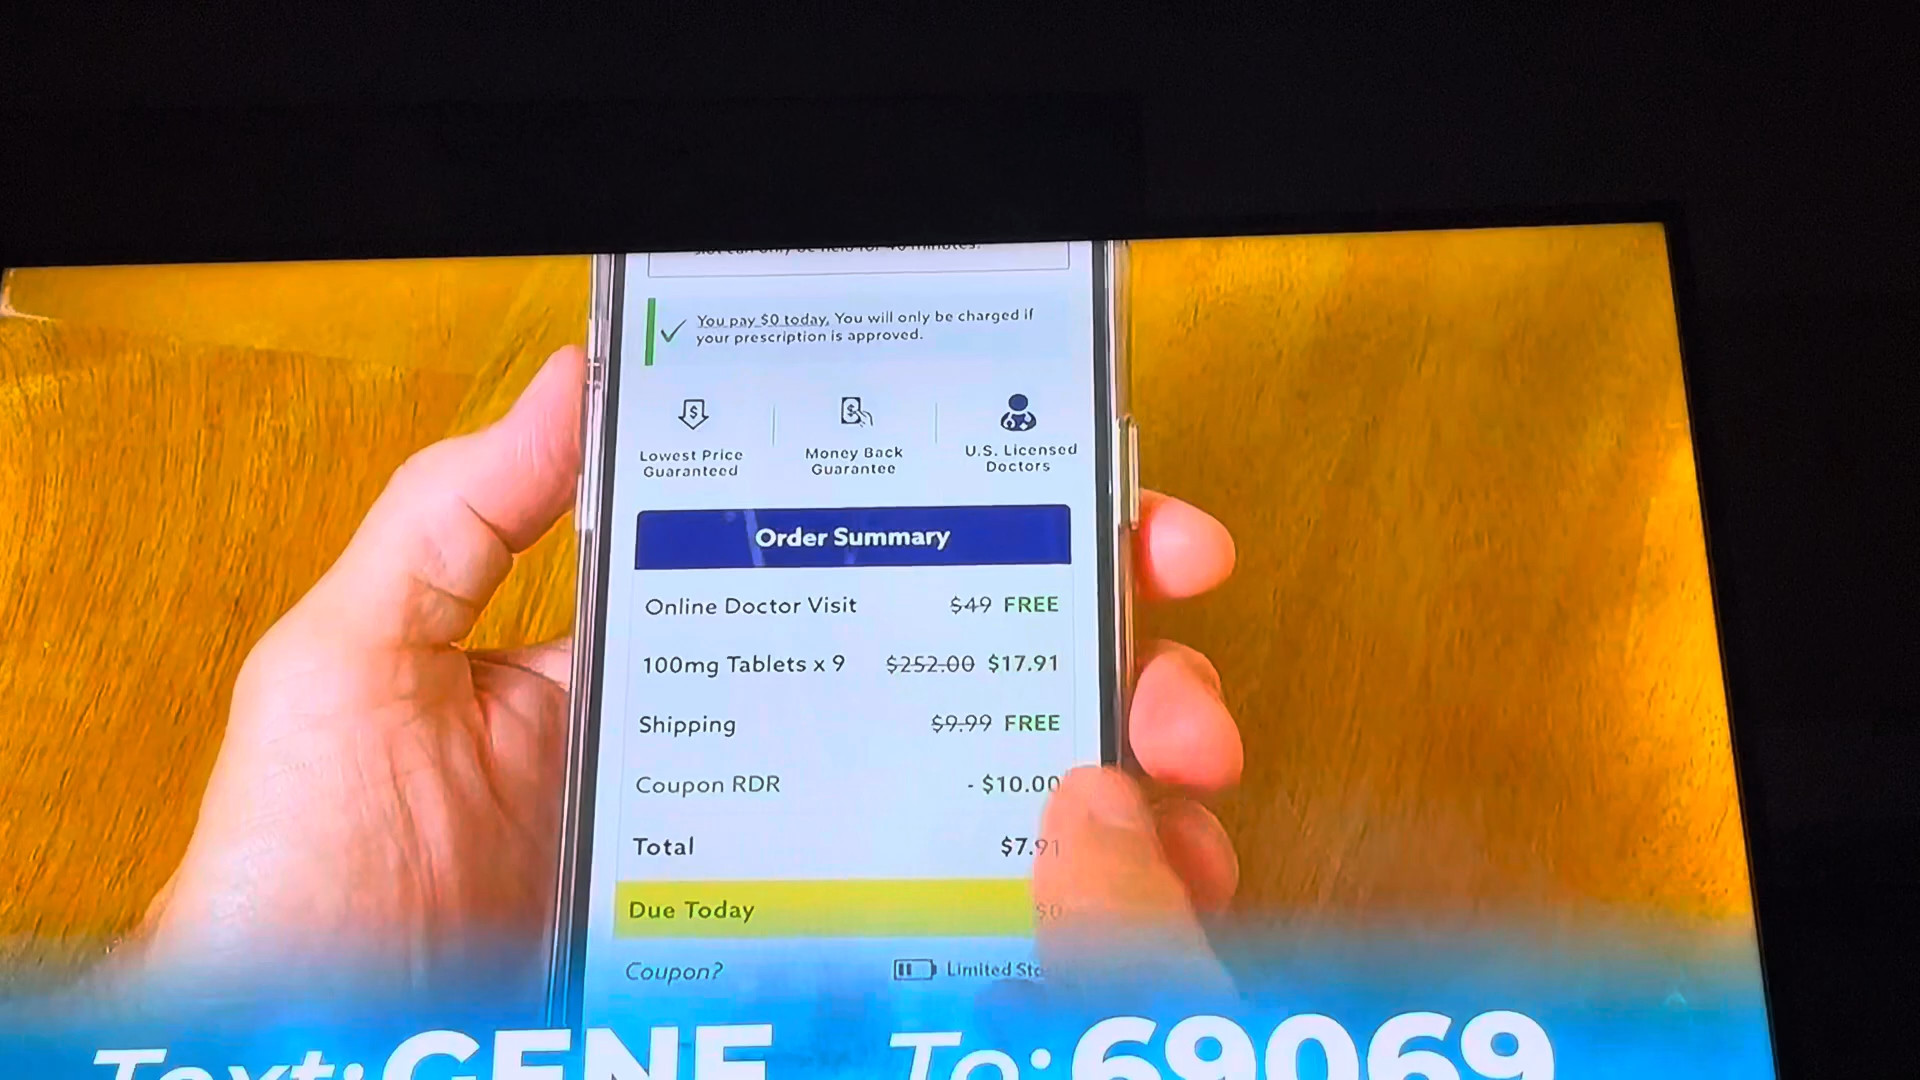 You pay $0 today, You will only be charged if
your prescription is approved.
Lowest Price
Guaranteed
Money Back
Guarantee
U.S. Licensed
Doctors
Order Summary
Online Doctor Visit $49 FREE
100mg Tablets x 9 $252.00 $17.91
Shipping $9.99 FREE
Coupon RDR - $10.00
Total $7.91
Due Today $0
Coupon? Limited
Text: GENE To: 69069